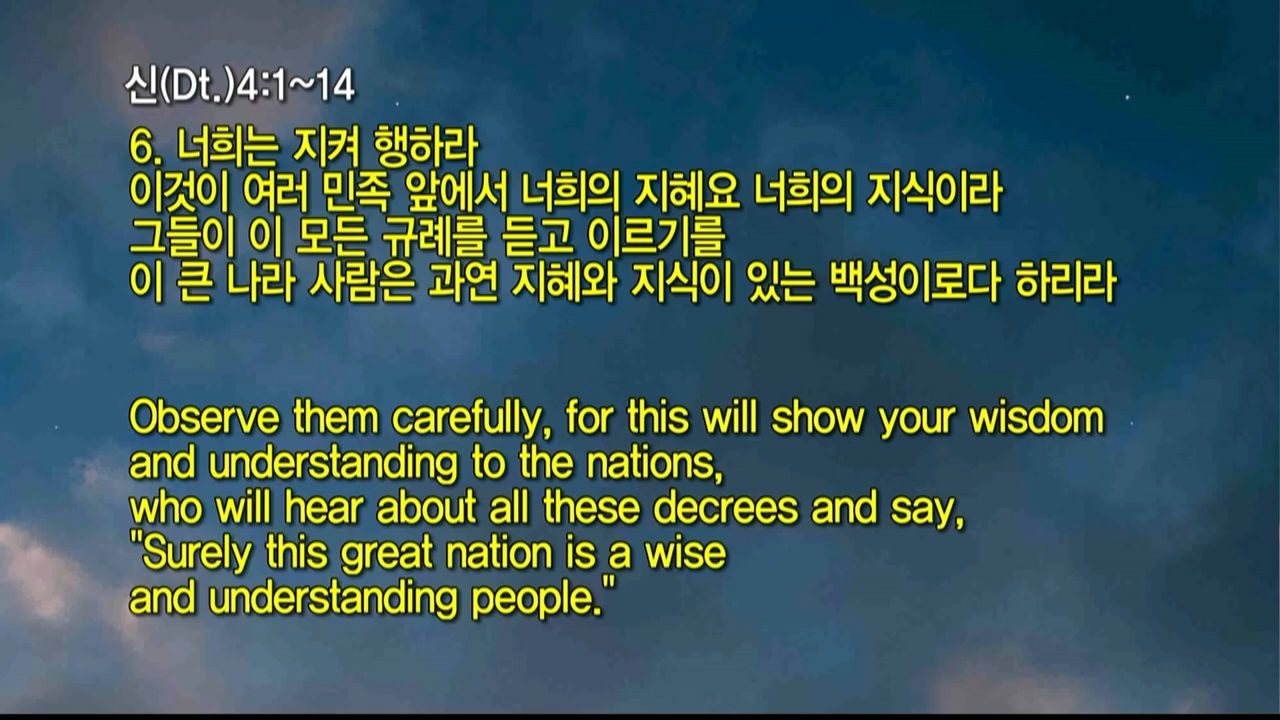 신(Dt.)4:1~14
6. 너희는 지켜 행하라
이것이 여러 민족 앞에서 너희의 지혜요 너희의 지식이라
그들이 이 모든 규례를 듣고 이르기를
이 큰 나라 사람은 과연 지혜와 지식이 있는 백성이로다 하리라
Observe them carefully, for this will show your wisdom
and understanding to the nations,
who will hear about all these decrees and say,
"Surely this great nation is a wise
and understanding people."